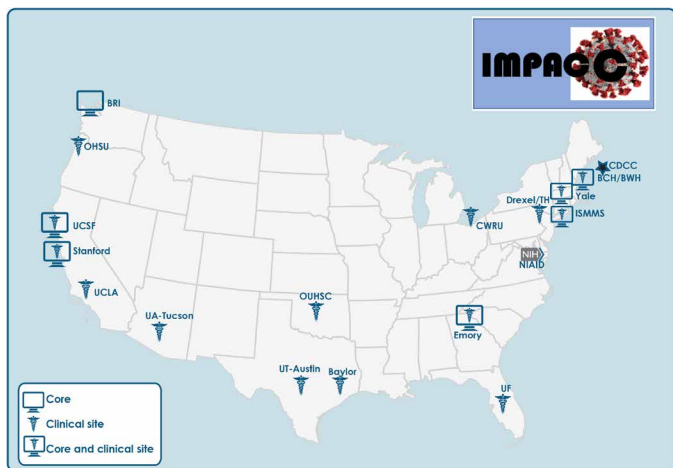 IMPACC
BRI
OHSU
CDCC
BCH/BWH
Drexel/TH
Yale
ISMMS
CWRU
UCSF
Stanford
NIH
NIAID
UCLA
OUHSC
UA-Tucson
Emory
UT-Austin
Baylor
UF
Core
Clinical site
Core and clinical site